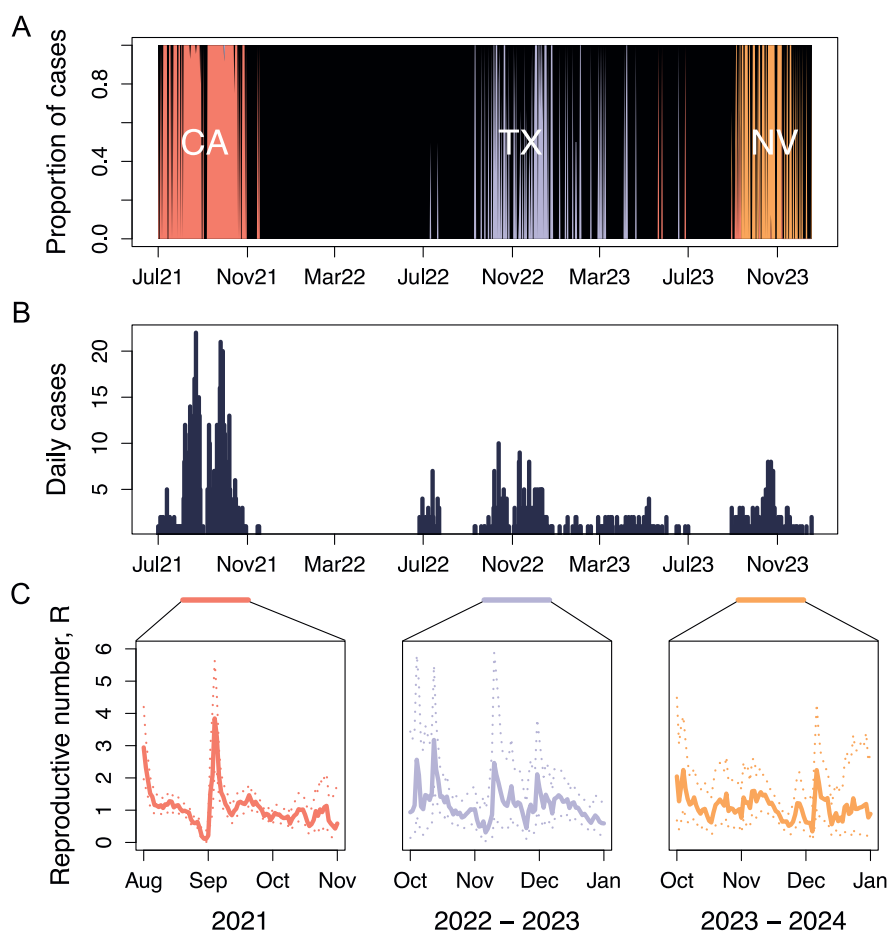 A
Proportion of cases
0.8
0.4
0.0
CA TX NV
Jul21 Nov21 Mar22 Jul22 Nov22 Mar23 Jul23 Nov23
B
Daily cases
20
15
10
5
Jul21 Nov21 Mar22 Jul22 Nov22 Mar23 Jul23 Nov23
C
Reproductive number, R
6
5
4
3
2
1
0
Aug Sep Oct Nov Oct Nov Dec Jan Oct Nov Dec Jan
2021 2022 – 2023 2023 – 2024